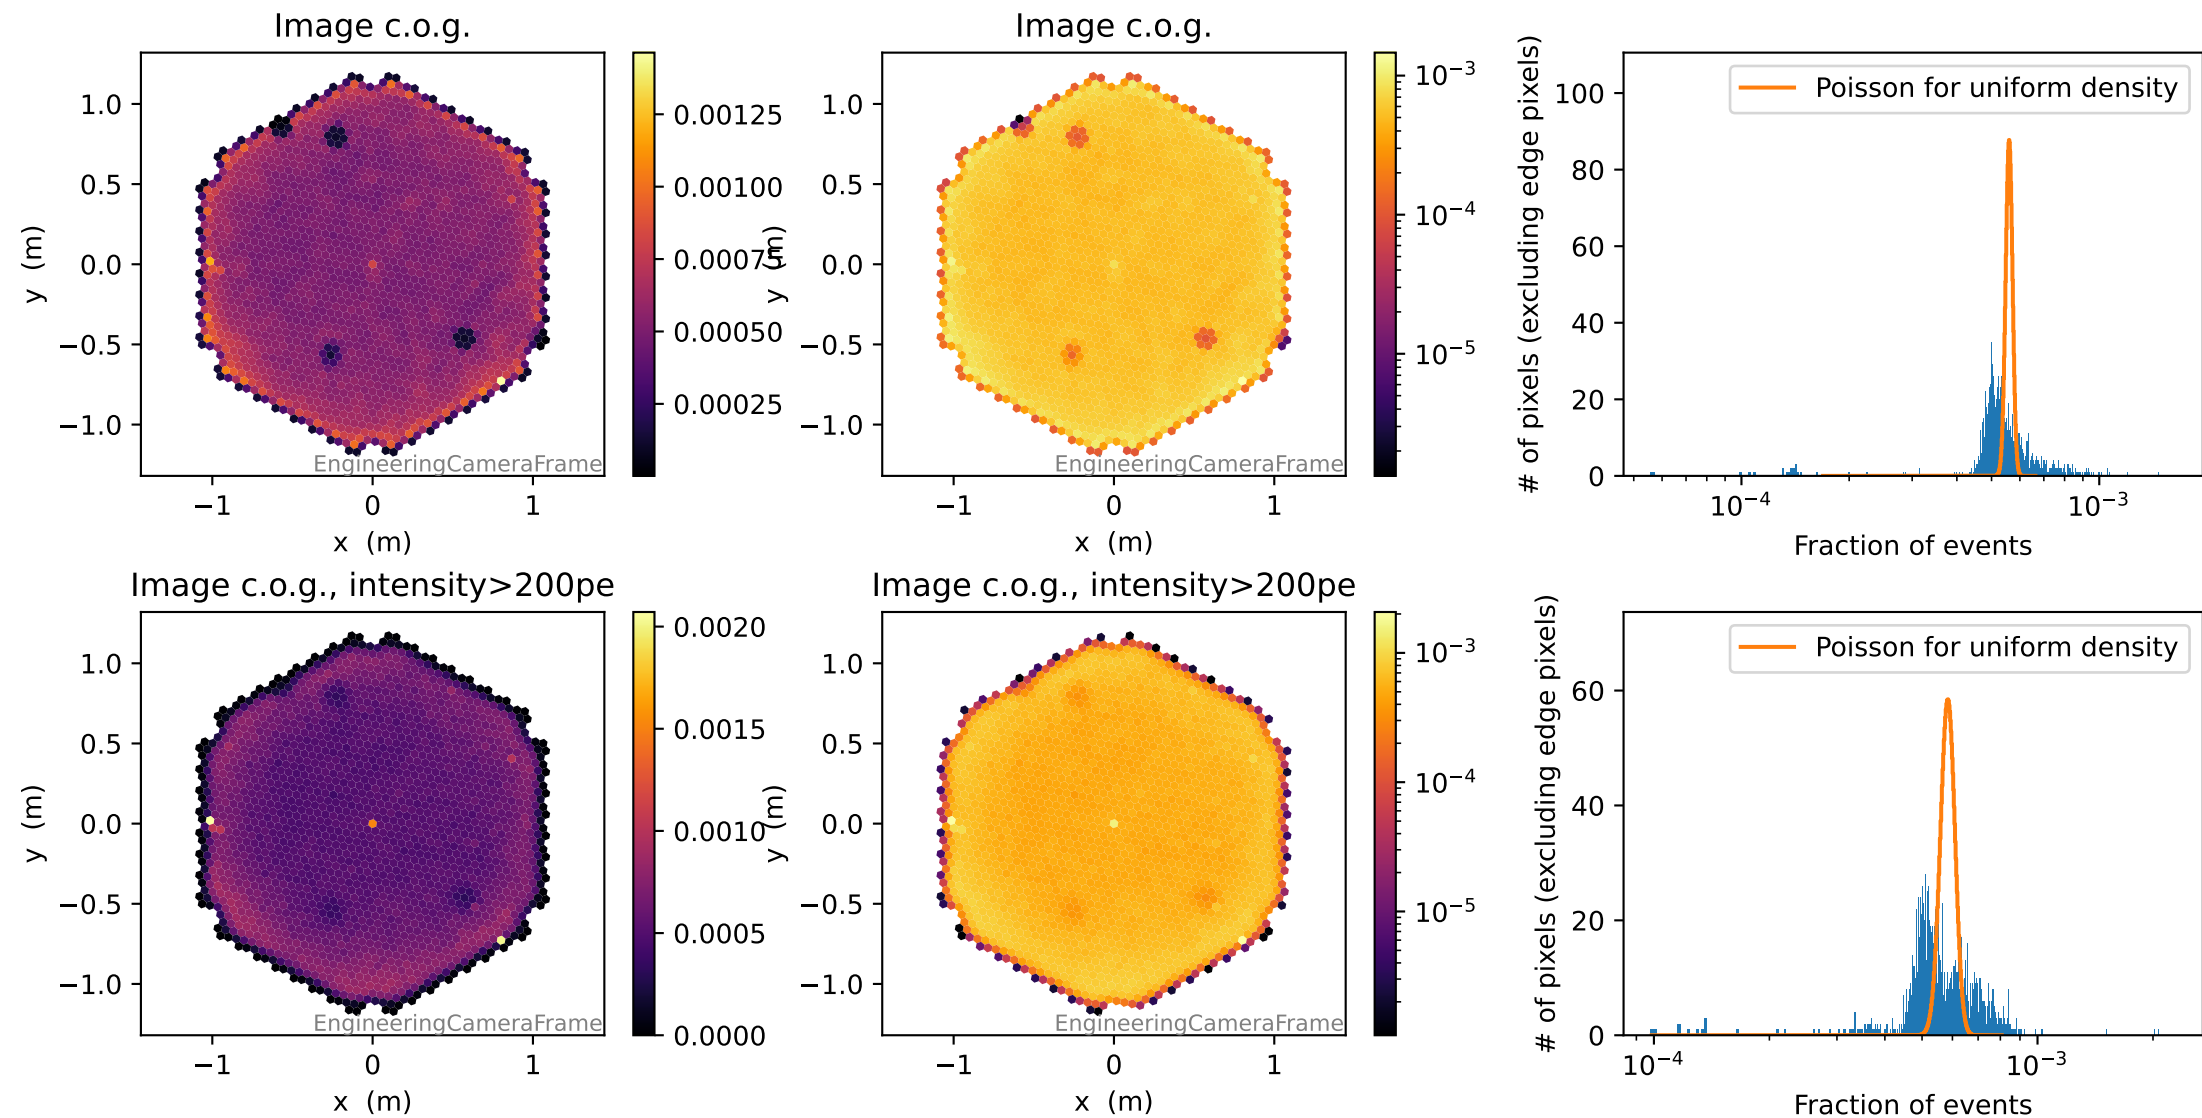 Image c.o.g.
y (m)
1.0
0.5
0.0
−0.5
−1.0
−1
0
1
x (m)
EngineeringCameraFrame
0.00125
0.00100
0.00075
0.00050
0.00025
Image c.o.g.
y (m)
1.0
0.5
0.0
−0.5
−1.0
−1
0
1
x (m)
EngineeringCameraFrame
10⁻³
10⁻⁴
10⁻⁵
# of pixels (excluding edge pixels)
100
80
60
40
20
0
Poisson for uniform density
10⁻⁴
10⁻³
Fraction of events
Image c.o.g., intensity>200pe
y (m)
1.0
0.5
0.0
−0.5
−1.0
−1
0
1
x (m)
EngineeringCameraFrame
0.0020
0.0015
0.0010
0.0005
0.0000
Image c.o.g., intensity>200pe
y (m)
1.0
0.5
0.0
−0.5
−1.0
−1
0
1
x (m)
EngineeringCameraFrame
10⁻³
10⁻⁴
10⁻⁵
# of pixels (excluding edge pixels)
60
40
20
0
Poisson for uniform density
10⁻⁴
10⁻³
Fraction of events